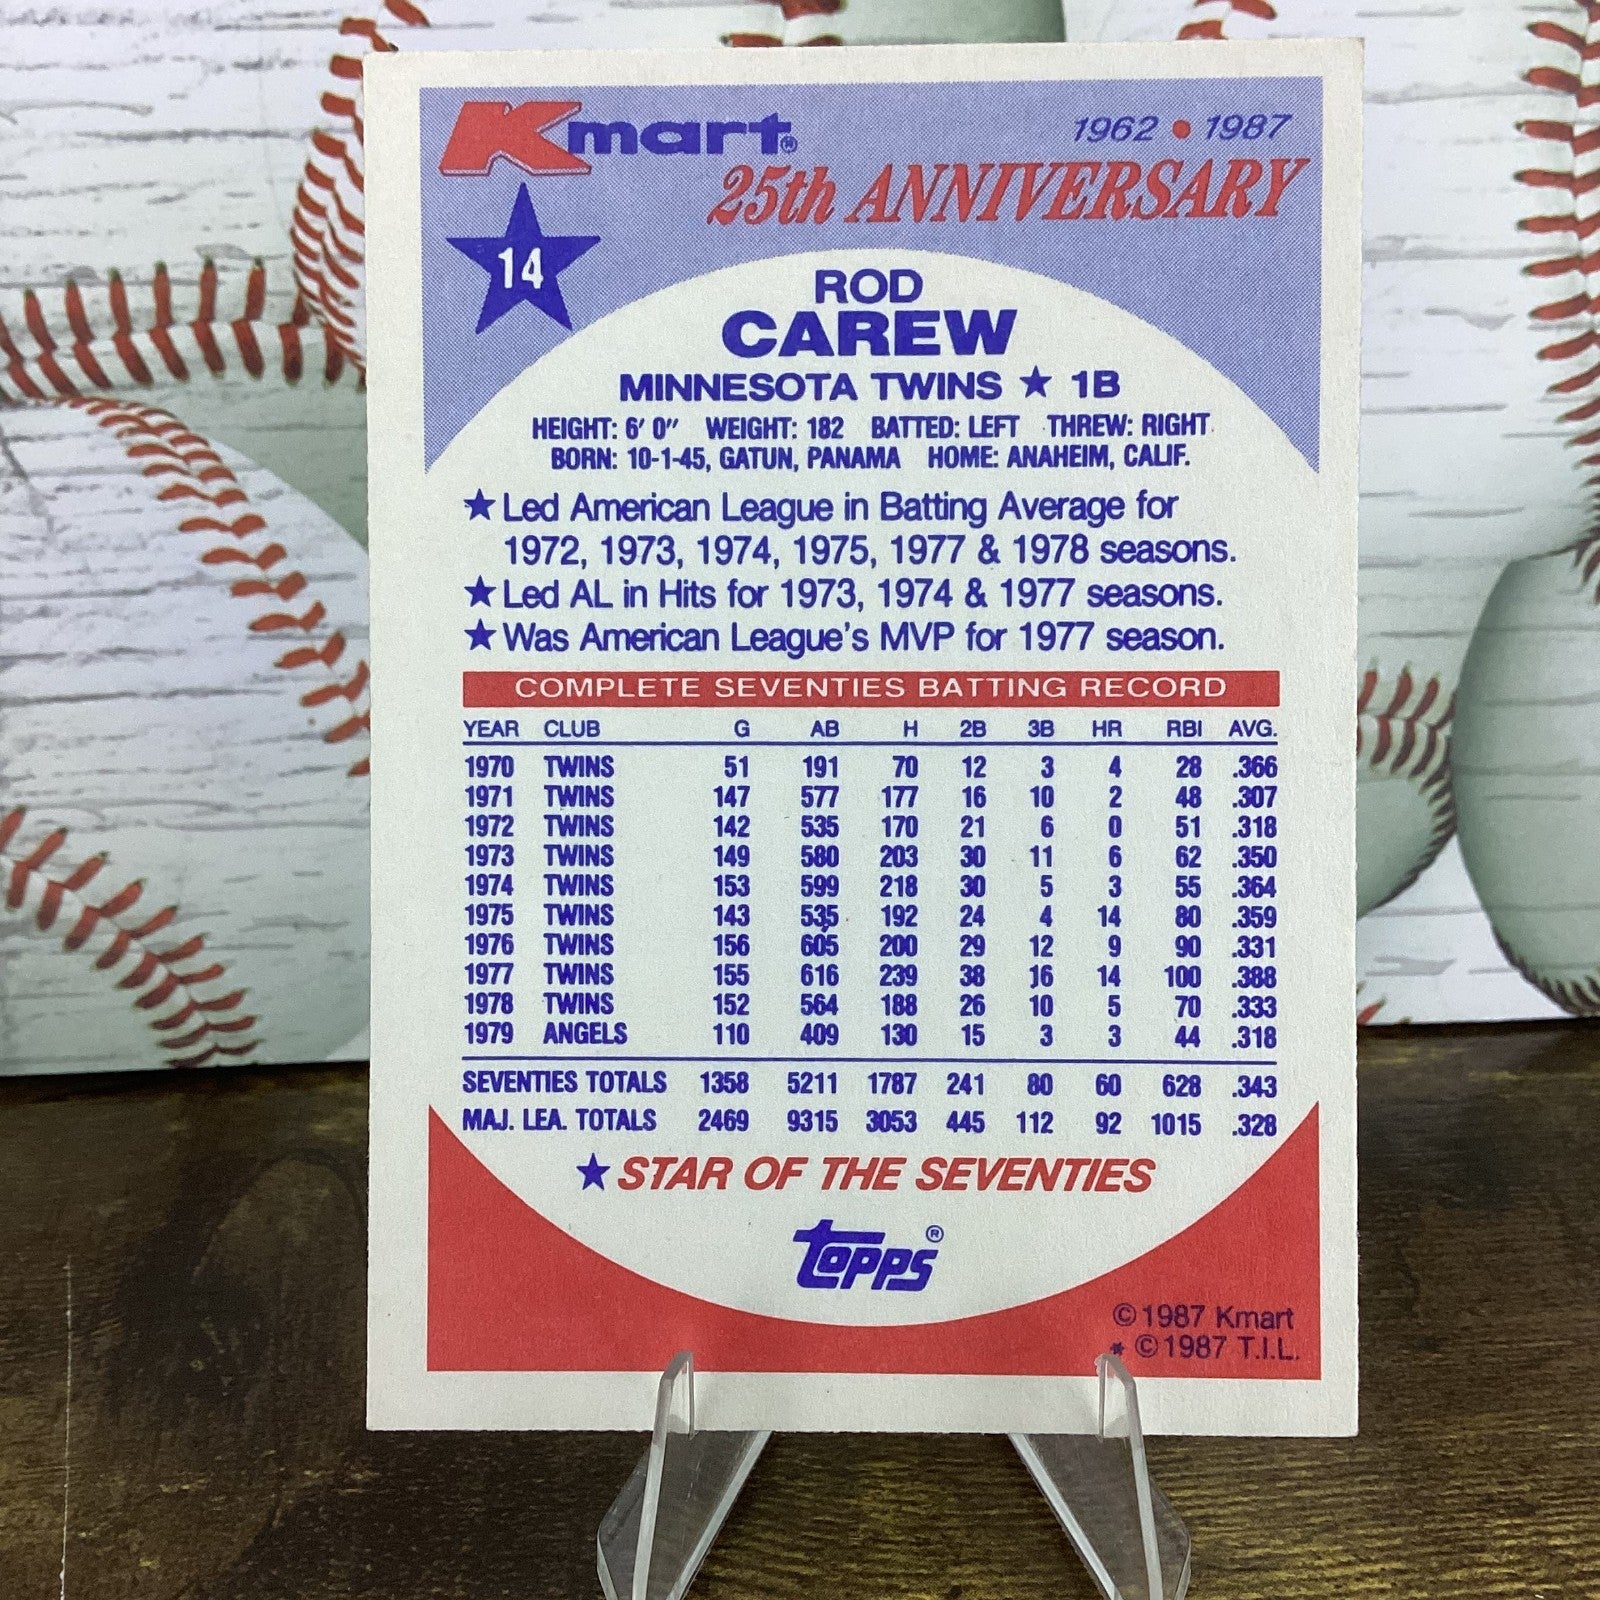 Kmart®
1962 • 1987
25th ANNIVERSARY
14
ROD
CAREW
MINNESOTA TWINS ★ 1B
HEIGHT: 6' 0" WEIGHT: 182 BATTED: LEFT THREW: RIGHT
BORN: 10-1-45, GATUN, PANAMA HOME: ANAHEIM, CALIF.
★ Led American League in Batting Average for
1972, 1973, 1974, 1975, 1977 & 1978 seasons.
★ Led AL in Hits for 1973, 1974 & 1977 seasons.
★ Was American League's MVP for 1977 season.
COMPLETE SEVENTIES BATTING RECORD
YEAR CLUB G AB H 2B 3B HR RBI AVG.
1970 TWINS 51 191 70 12 3 4 28 .366
1971 TWINS 147 577 177 16 10 2 48 .307
1972 TWINS 142 535 170 21 6 0 51 .318
1973 TWINS 149 580 203 30 11 6 62 .350
1974 TWINS 153 599 218 30 5 3 55 .364
1975 TWINS 143 535 192 24 4 14 80 .359
1976 TWINS 156 605 200 29 12 9 90 .331
1977 TWINS 155 616 239 38 16 14 100 .388
1978 TWINS 152 564 188 26 10 5 70 .333
1979 ANGELS 110 409 130 15 3 3 44 .318
SEVENTIES TOTALS 1358 5211 1787 241 80 60 628 .343
MAJ. LEA. TOTALS 2469 9315 3053 445 112 92 1015 .328
★ STAR OF THE SEVENTIES
topps®
© 1987 Kmart
* © 1987 T.I.L.